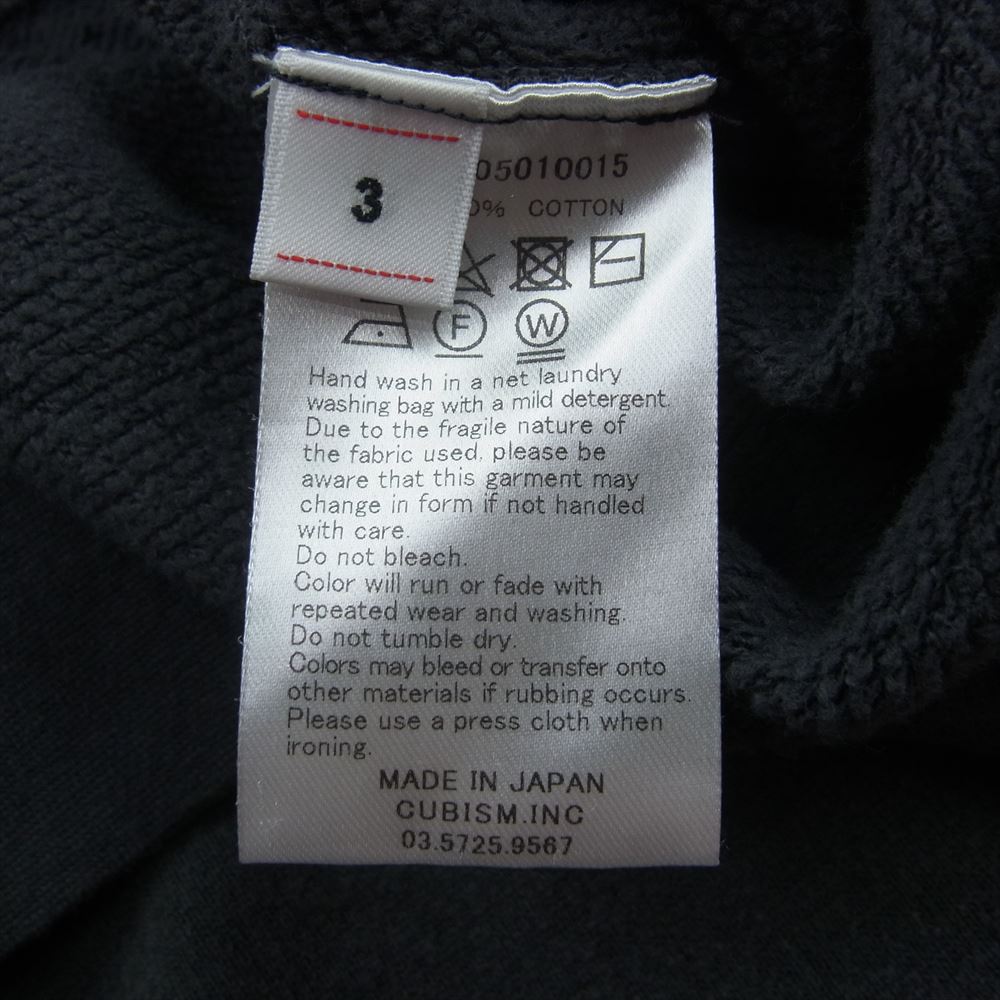 3
05010015
0% COTTON
F W
Hand wash in a net laundry
washing bag with a mild detergent.
Due to the fragile nature of
the fabric used, please be
aware that this garment may
change in form if not handled
with care.
Do not bleach.
Color will run or fade with
repeated wear and washing.
Do not tumble dry.
Colors may bleed or transfer onto
other materials if rubbing occurs.
Please use a press cloth when
ironing.
MADE IN JAPAN
CUBISM.INC
03.5725.9567